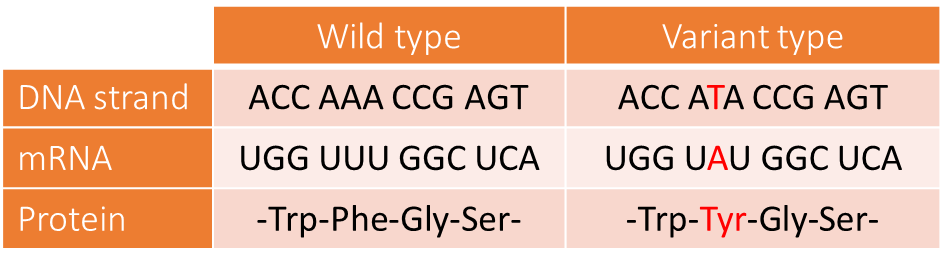 Wild type Variant type
DNA strand ACC AAA CCG AGT ACC ATA CCG AGT
mRNA UGG UUU GGC UCA UGG UAU GGC UCA
Protein -Trp-Phe-Gly-Ser- -Trp-Tyr-Gly-Ser-